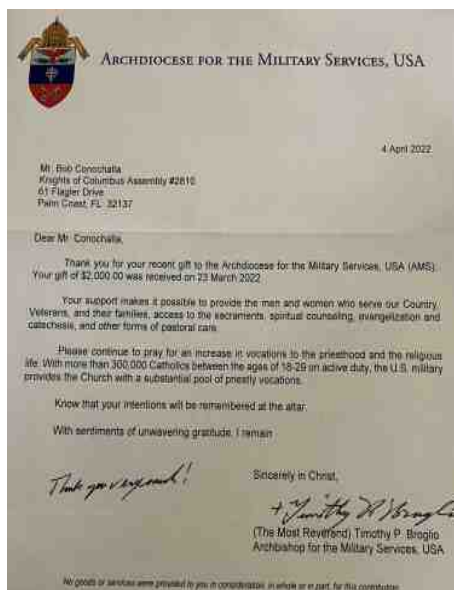 ARCHDIOCESE FOR THE MILITARY SERVICES, USA
4 April 2022
Mr. Bob Conochalla
Knights of Columbus Assembly #2810
61 Flagler Drive
Palm Coast, FL 32137
Dear Mr. Conochalla,
Thank you for your recent gift to the Archdiocese for the Military Services, USA (AMS).
Your gift of $2,000.00 was received on 23 March 2022.
Your support makes it possible to provide the men and women who serve our Country,
Veterans, and their families, access to the sacraments, spiritual counseling, evangelization and
catechesis, and other forms of pastoral care.
Please continue to pray for an increase in vocations to the priesthood and the religious
life. With more than 300,000 Catholics between the ages of 18-29 on active duty, the U.S. military
provides the Church with a substantial pool of priestly vocations.
Know that your intentions will be remembered at the altar.
With sentiments of unwavering gratitude, I remain
Thank you very much!
Sincerely in Christ,
+ Timothy P. Broglio
(The Most Reverend) Timothy P. Broglio
Archbishop for the Military Services, USA
No goods or services were provided to you in consideration, in whole or in part, for this contribution.